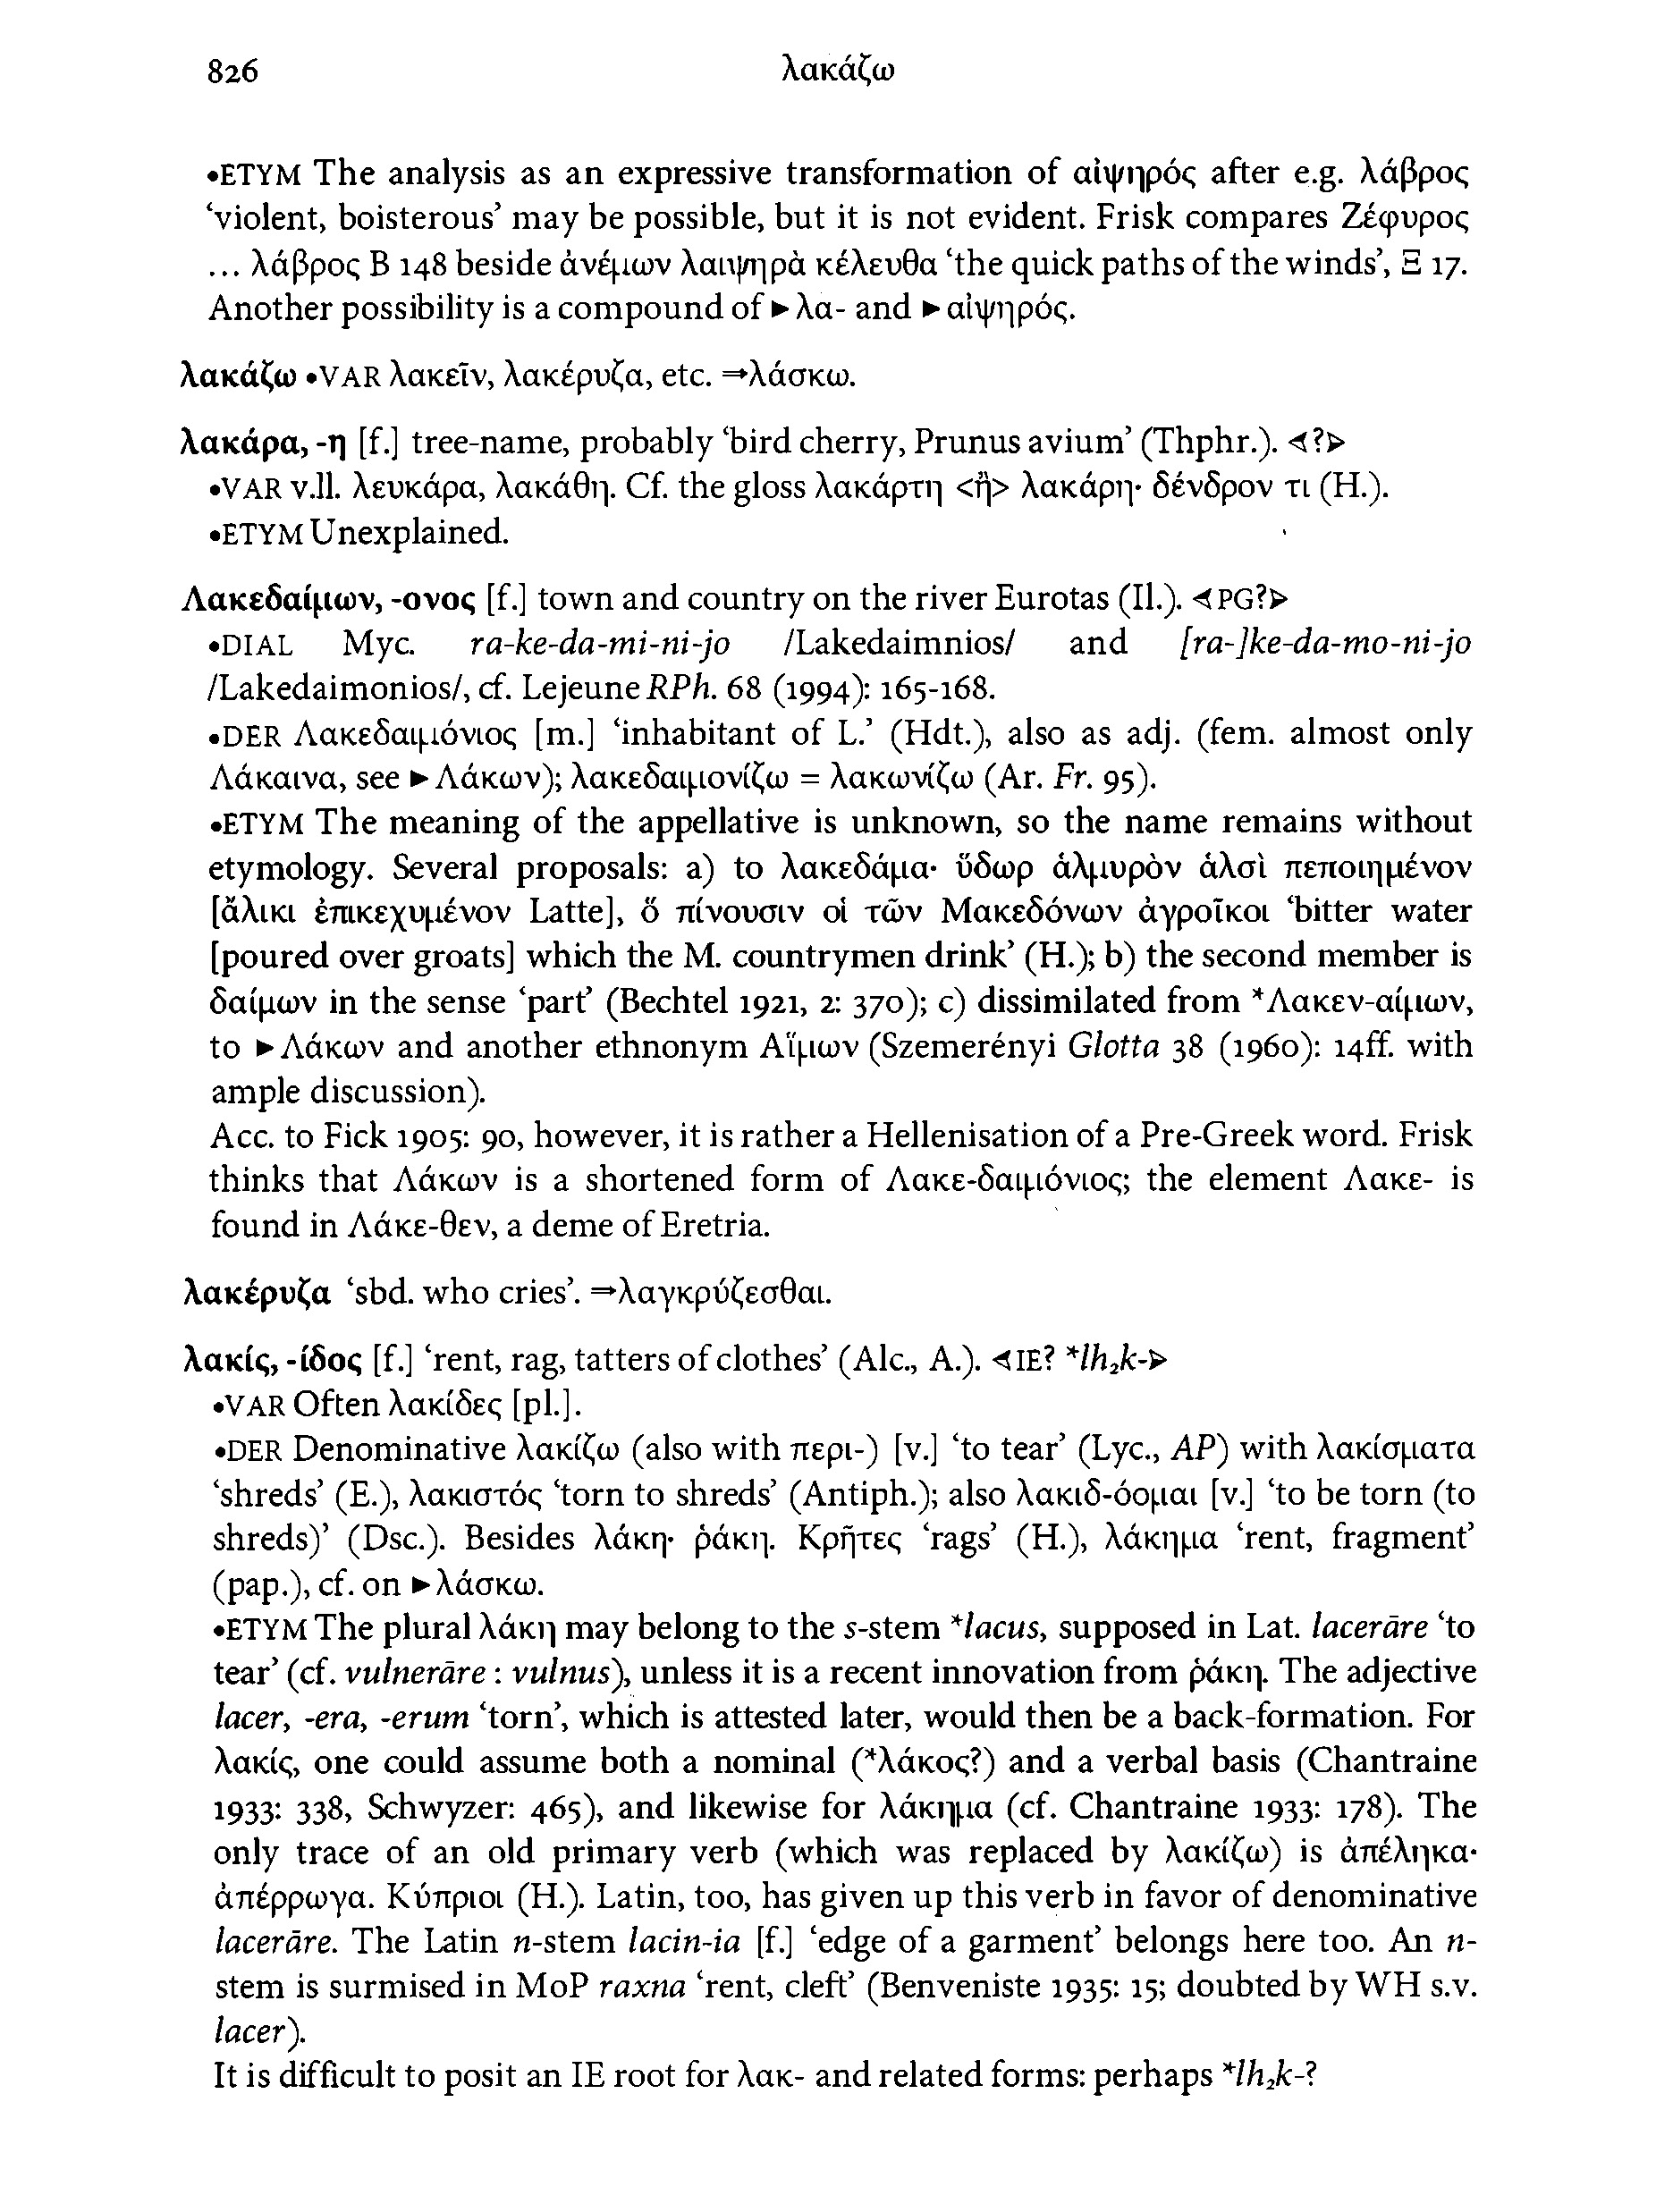 826 λακάζω
•ETYM The analysis as an expressive transformation of αἰψηρός after e.g. λάβρος
‘violent, boisterous’ may be possible, but it is not evident. Frisk compares Ζέφυρος
... λάβρος Β 148 beside ἀνέμων λαιψηρὰ κέλευθα ‘the quick paths of the winds’, Ξ 17.
Another possibility is a compound of ►λα- and ►αἰψηρός.
λακάζω •VAR λακεῖν, λακέρυζα, etc. ⇒λάσκω.
λακάρα, -η [f.] tree-name, probably ‘bird cherry, Prunus avium’ (Thphr.). ⊲?⊳
•VAR v.ll. λευκάρα, λακάθη. Cf. the gloss λακάρτη <ἢ> λακάρη· δένδρον τι (H.).
•ETYM Unexplained.
Λακεδαίμων, -ονος [f.] town and country on the river Eurotas (Il.). ⊲PG?⊳
•DIAL Myc. ra-ke-da-mi-ni-jo /Lakedaimnios/ and [ra-]ke-da-mo-ni-jo
/Lakedaimonios/, cf. Lejeune RPh. 68 (1994): 165-168.
•DER Λακεδαιμόνιος [m.] ‘inhabitant of L.’ (Hdt.), also as adj. (fem. almost only
Λάκαινα, see ►Λάκων); λακεδαιμονίζω = λακωνίζω (Ar. Fr. 95).
•ETYM The meaning of the appellative is unknown, so the name remains without
etymology. Several proposals: a) to λακεδάμα· ὕδωρ ἁλμυρὸν ἁλσὶ πεποιημένον
[ἄλικι ἐπικεχυμένον Latte], ὅ πίνουσιν οἱ τῶν Μακεδόνων ἀγροῖκοι ‘bitter water
[poured over groats] which the M. countrymen drink’ (H.); b) the second member is
δαίμων in the sense ‘part’ (Bechtel 1921, 2: 370); c) dissimilated from *Λακεν-αίμων,
to ►Λάκων and another ethnonym Αἵμων (Szemerényi Glotta 38 (1960): 14ff. with
ample discussion).
Acc. to Fick 1905: 90, however, it is rather a Hellenisation of a Pre-Greek word. Frisk
thinks that Λάκων is a shortened form of Λακε-δαιμόνιος; the element Λακε- is
found in Λάκε-θεν, a deme of Eretria.
λακέρυζα ‘sbd. who cries’. ⇒λαγκρύζεσθαι.
λακίς, -ίδος [f.] ‘rent, rag, tatters of clothes’ (Alc., A.). ⊲IE? *lh₂k-⊳
•VAR Often λακίδες [pl.].
•DER Denominative λακίζω (also with περι-) [v.] ‘to tear’ (Lyc., AP) with λακίσματα
‘shreds’ (E.), λακιστός ‘torn to shreds’ (Antiph.); also λακιδ-όομαι [v.] ‘to be torn (to
shreds)’ (Dsc.). Besides λάκη· ῥάκη. Κρῆτες ‘rags’ (H.), λάκημα ‘rent, fragment’
(pap.), cf. on ►λάσκω.
•ETYM The plural λάκη may belong to the s-stem *lacus, supposed in Lat. lacerāre ‘to
tear’ (cf. vulnerāre : vulnus), unless it is a recent innovation from ῥάκη. The adjective
lacer, -era, -erum ‘torn’, which is attested later, would then be a back-formation. For
λακίς, one could assume both a nominal (*λάκος?) and a verbal basis (Chantraine
1933: 338, Schwyzer: 465), and likewise for λάκημα (cf. Chantraine 1933: 178). The
only trace of an old primary verb (which was replaced by λακίζω) is ἀπέληκα·
ἀπέρρωγα. Κύπριοι (H.). Latin, too, has given up this verb in favor of denominative
lacerāre. The Latin n-stem lacin-ia [f.] ‘edge of a garment’ belongs here too. An n-
stem is surmised in MoP raxna ‘rent, cleft’ (Benveniste 1935: 15; doubted by WH s.v.
lacer).
It is difficult to posit an IE root for λακ- and related forms: perhaps *lh₂k-?